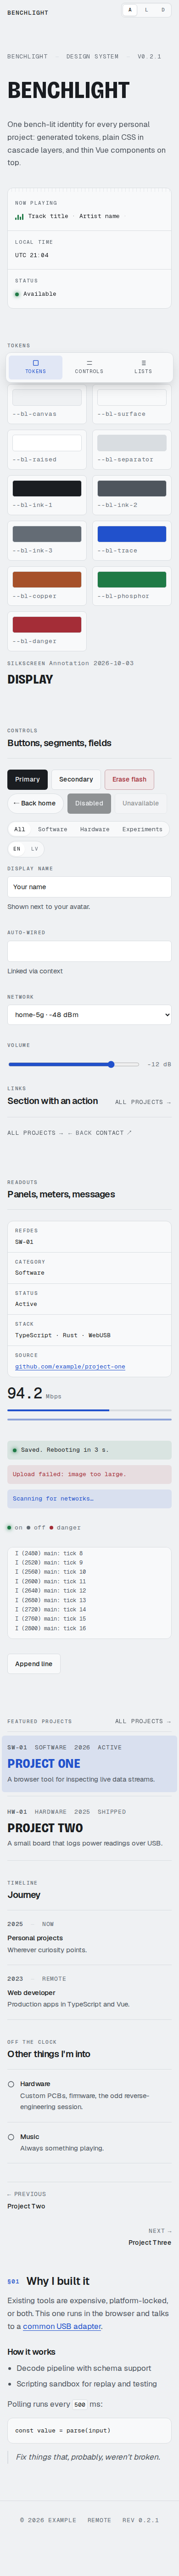 BENCHLIGHT
A L D
BENCHLIGHT · DESIGN SYSTEM · V0.2.1
BENCHLIGHT
One bench-lit identity for every personal
project: generated tokens, plain CSS in
cascade layers, and thin Vue components on
top.
NOW PLAYING
Track title · Artist name
LOCAL TIME
UTC 21:04
STATUS
Available
TOKENS
TOKENS
CONTROLS
LISTS
--bl-canvas
--bl-surface
--bl-raised
--bl-separator
--bl-ink-1
--bl-ink-2
--bl-ink-3
--bl-trace
--bl-copper
--bl-phosphor
--bl-danger
SILKSCREEN Annotation 2026-10-03
DISPLAY
CONTROLS
Buttons, segments, fields
Primary
Secondary
Erase flash
← Back home
Disabled
Unavailable
All Software Hardware Experiments
EN LV
DISPLAY NAME
Your name
Shown next to your avatar.
AUTO-WIRED
Linked via context
NETWORK
home-5g · -48 dBm
VOLUME
-12 dB
LINKS
Section with an action
ALL PROJECTS →
ALL PROJECTS → ← BACK CONTACT ↗
READOUTS
Panels, meters, messages
REFDES
SW-01
CATEGORY
Software
STATUS
Active
STACK
TypeScript · Rust · WebUSB
SOURCE
github.com/example/project-one
94.2 Mbps
Saved. Rebooting in 3 s.
Upload failed: image too large.
Scanning for networks…
on off danger
I (2480) main: tick 8
I (2520) main: tick 9
I (2560) main: tick 10
I (2600) main: tick 11
I (2640) main: tick 12
I (2680) main: tick 13
I (2720) main: tick 14
I (2760) main: tick 15
I (2800) main: tick 16
Append line
FEATURED PROJECTS
ALL PROJECTS →
SW-01 SOFTWARE 2026 ACTIVE
PROJECT ONE
A browser tool for inspecting live data streams.
HW-01 HARDWARE 2025 SHIPPED
PROJECT TWO
A small board that logs power readings over USB.
TIMELINE
Journey
2025 · NOW
Personal projects
Wherever curiosity points.
2023 · REMOTE
Web developer
Production apps in TypeScript and Vue.
OFF THE CLOCK
Other things I'm into
Hardware
Custom PCBs, firmware, the odd reverse-
engineering session.
Music
Always something playing.
← PREVIOUS
Project Two
NEXT →
Project Three
§01 Why I built it
Existing tools are expensive, platform-locked,
or both. This one runs in the browser and talks
to a common USB adapter.
How it works
• Decode pipeline with schema support
• Scripting sandbox for replay and testing
Polling runs every 500 ms:
const value = parse(input)
Fix things that, probably, weren't broken.
© 2026 EXAMPLE REMOTE REV 0.2.1